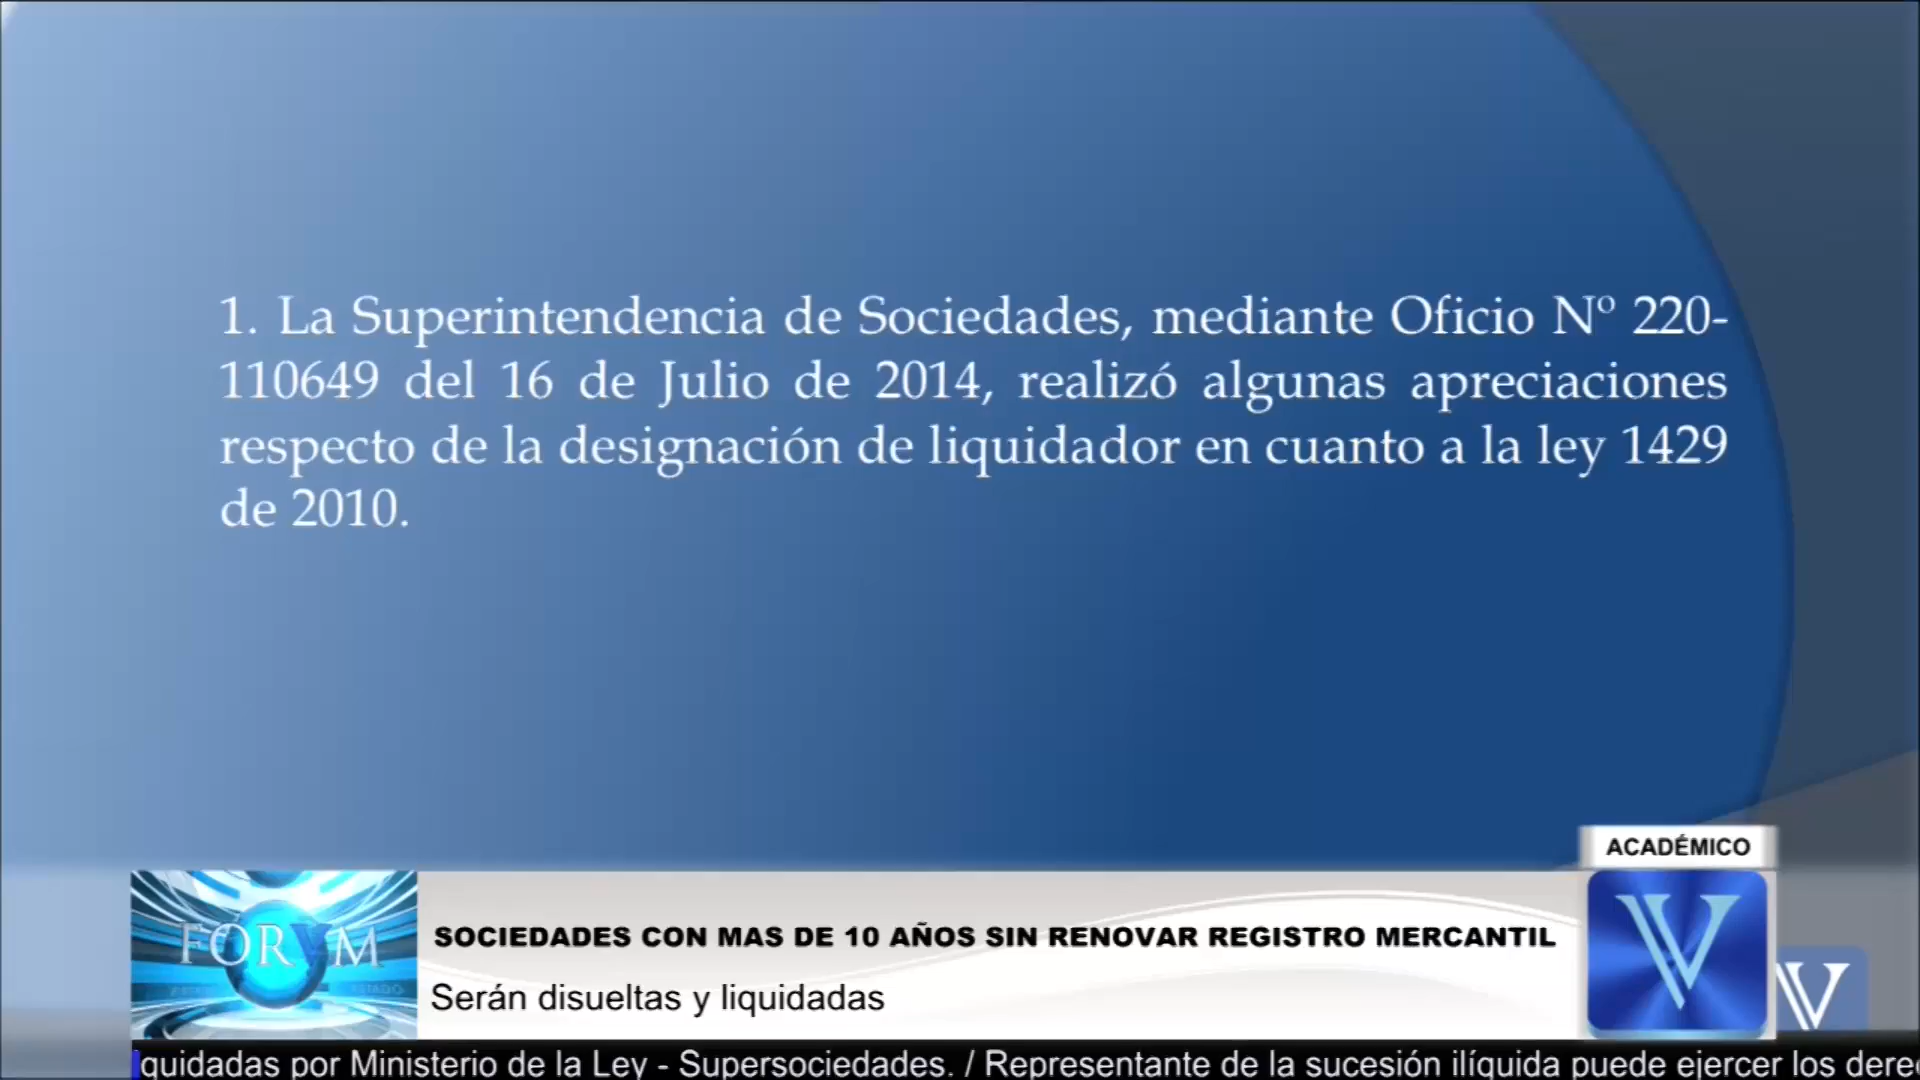 1. La Superintendencia de Sociedades, mediante Oficio Nº 220-
110649 del 16 de Julio de 2014, realizó algunas apreciaciones
respecto de la designación de liquidador en cuanto a la ley 1429
de 2010.
ACADÉMICO
FORVM
SOCIEDADES CON MAS DE 10 AÑOS SIN RENOVAR REGISTRO MERCANTIL
Serán disueltas y liquidadas
V
V
quidadas por Ministerio de la Ley - Supersociedades. / Representante de la sucesión ilíquida puede ejercer los dere